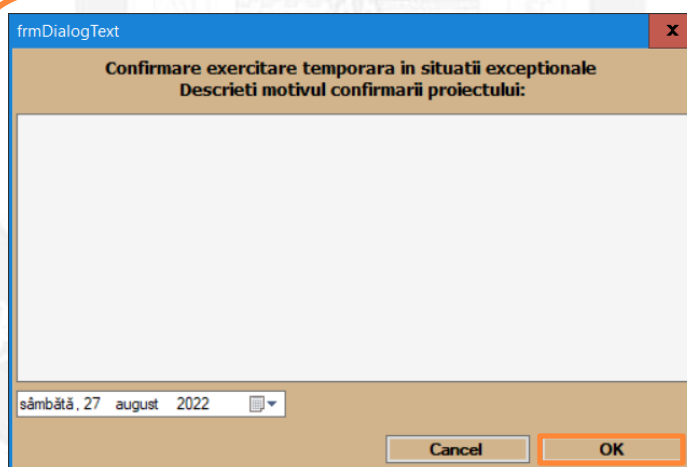 frmDialogText
x
Confirmare exercitare temporara in situatii exceptionale
Descrieti motivul confirmarii proiectului:
sâmbătă, 27 august 2022
Cancel
OK